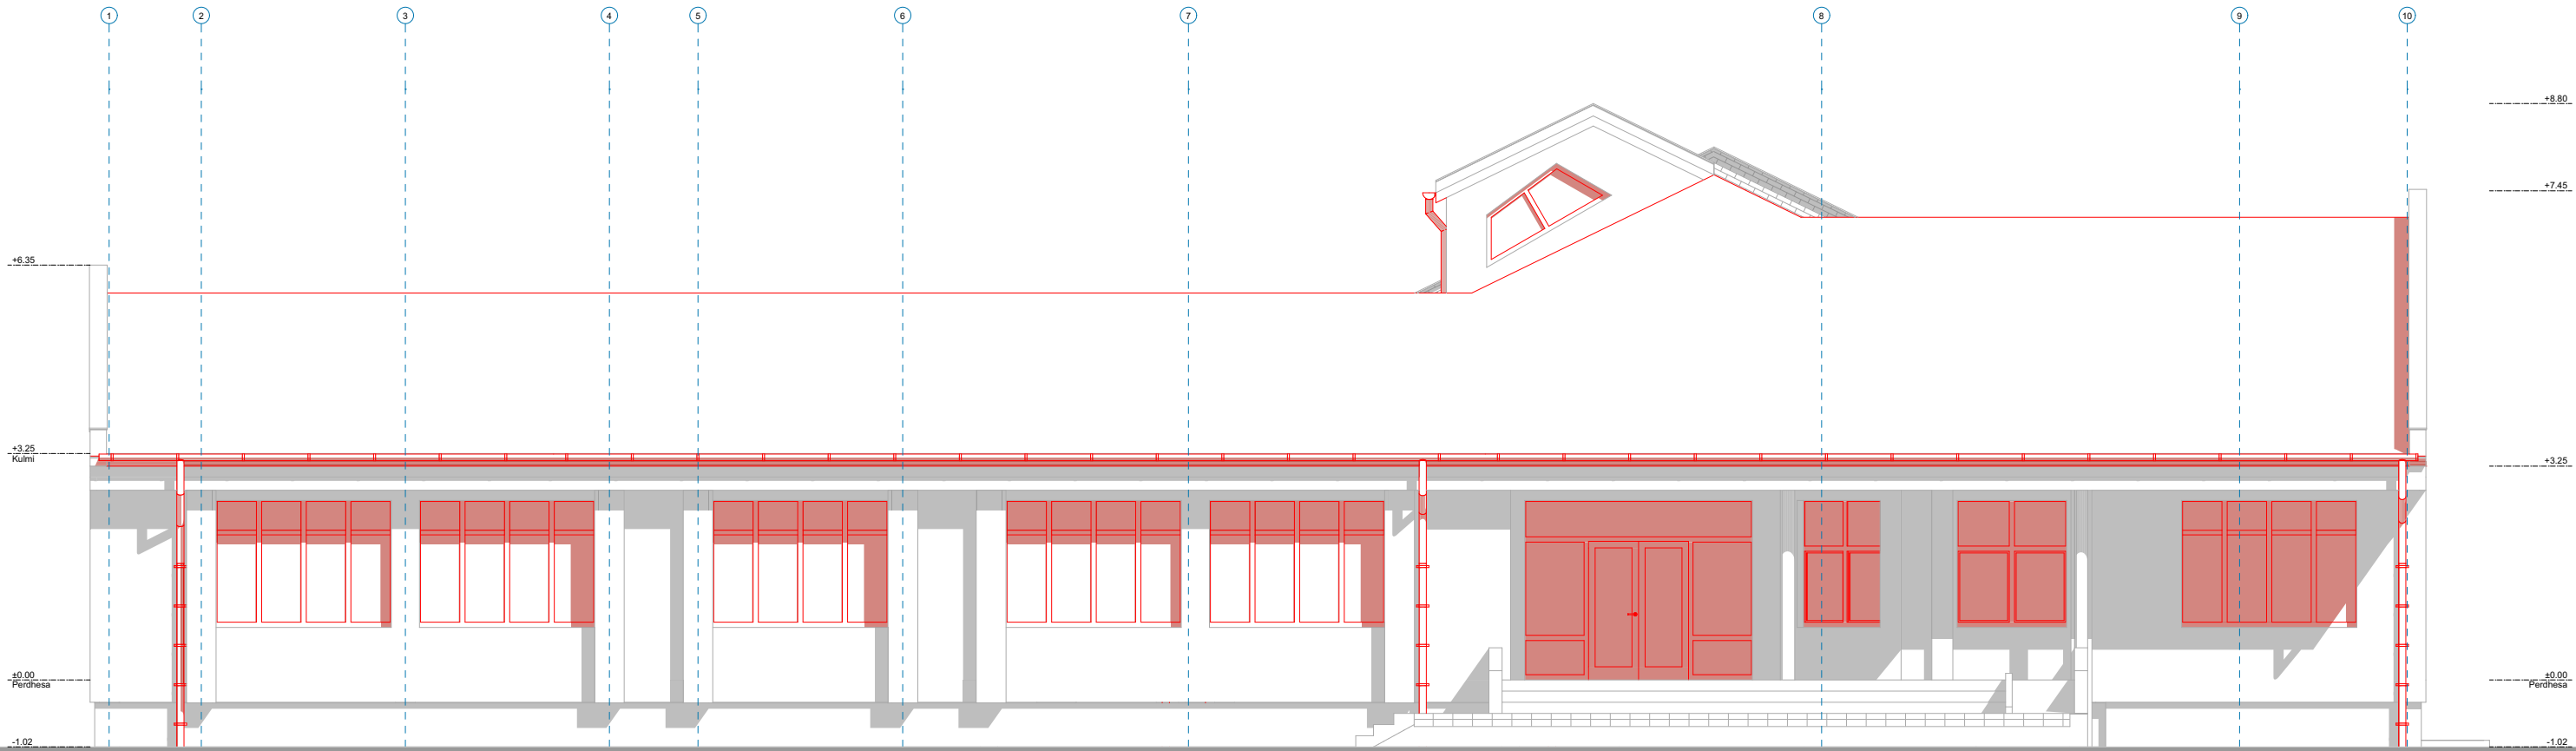 1 2 3 4 5 6 7 8 9 10
+8.80
+7.45
+6.35
+3.25
Kulmi
+3.25
±0.00
Perdhesa
±0.00
Perdhesa
-1.02
-1.02